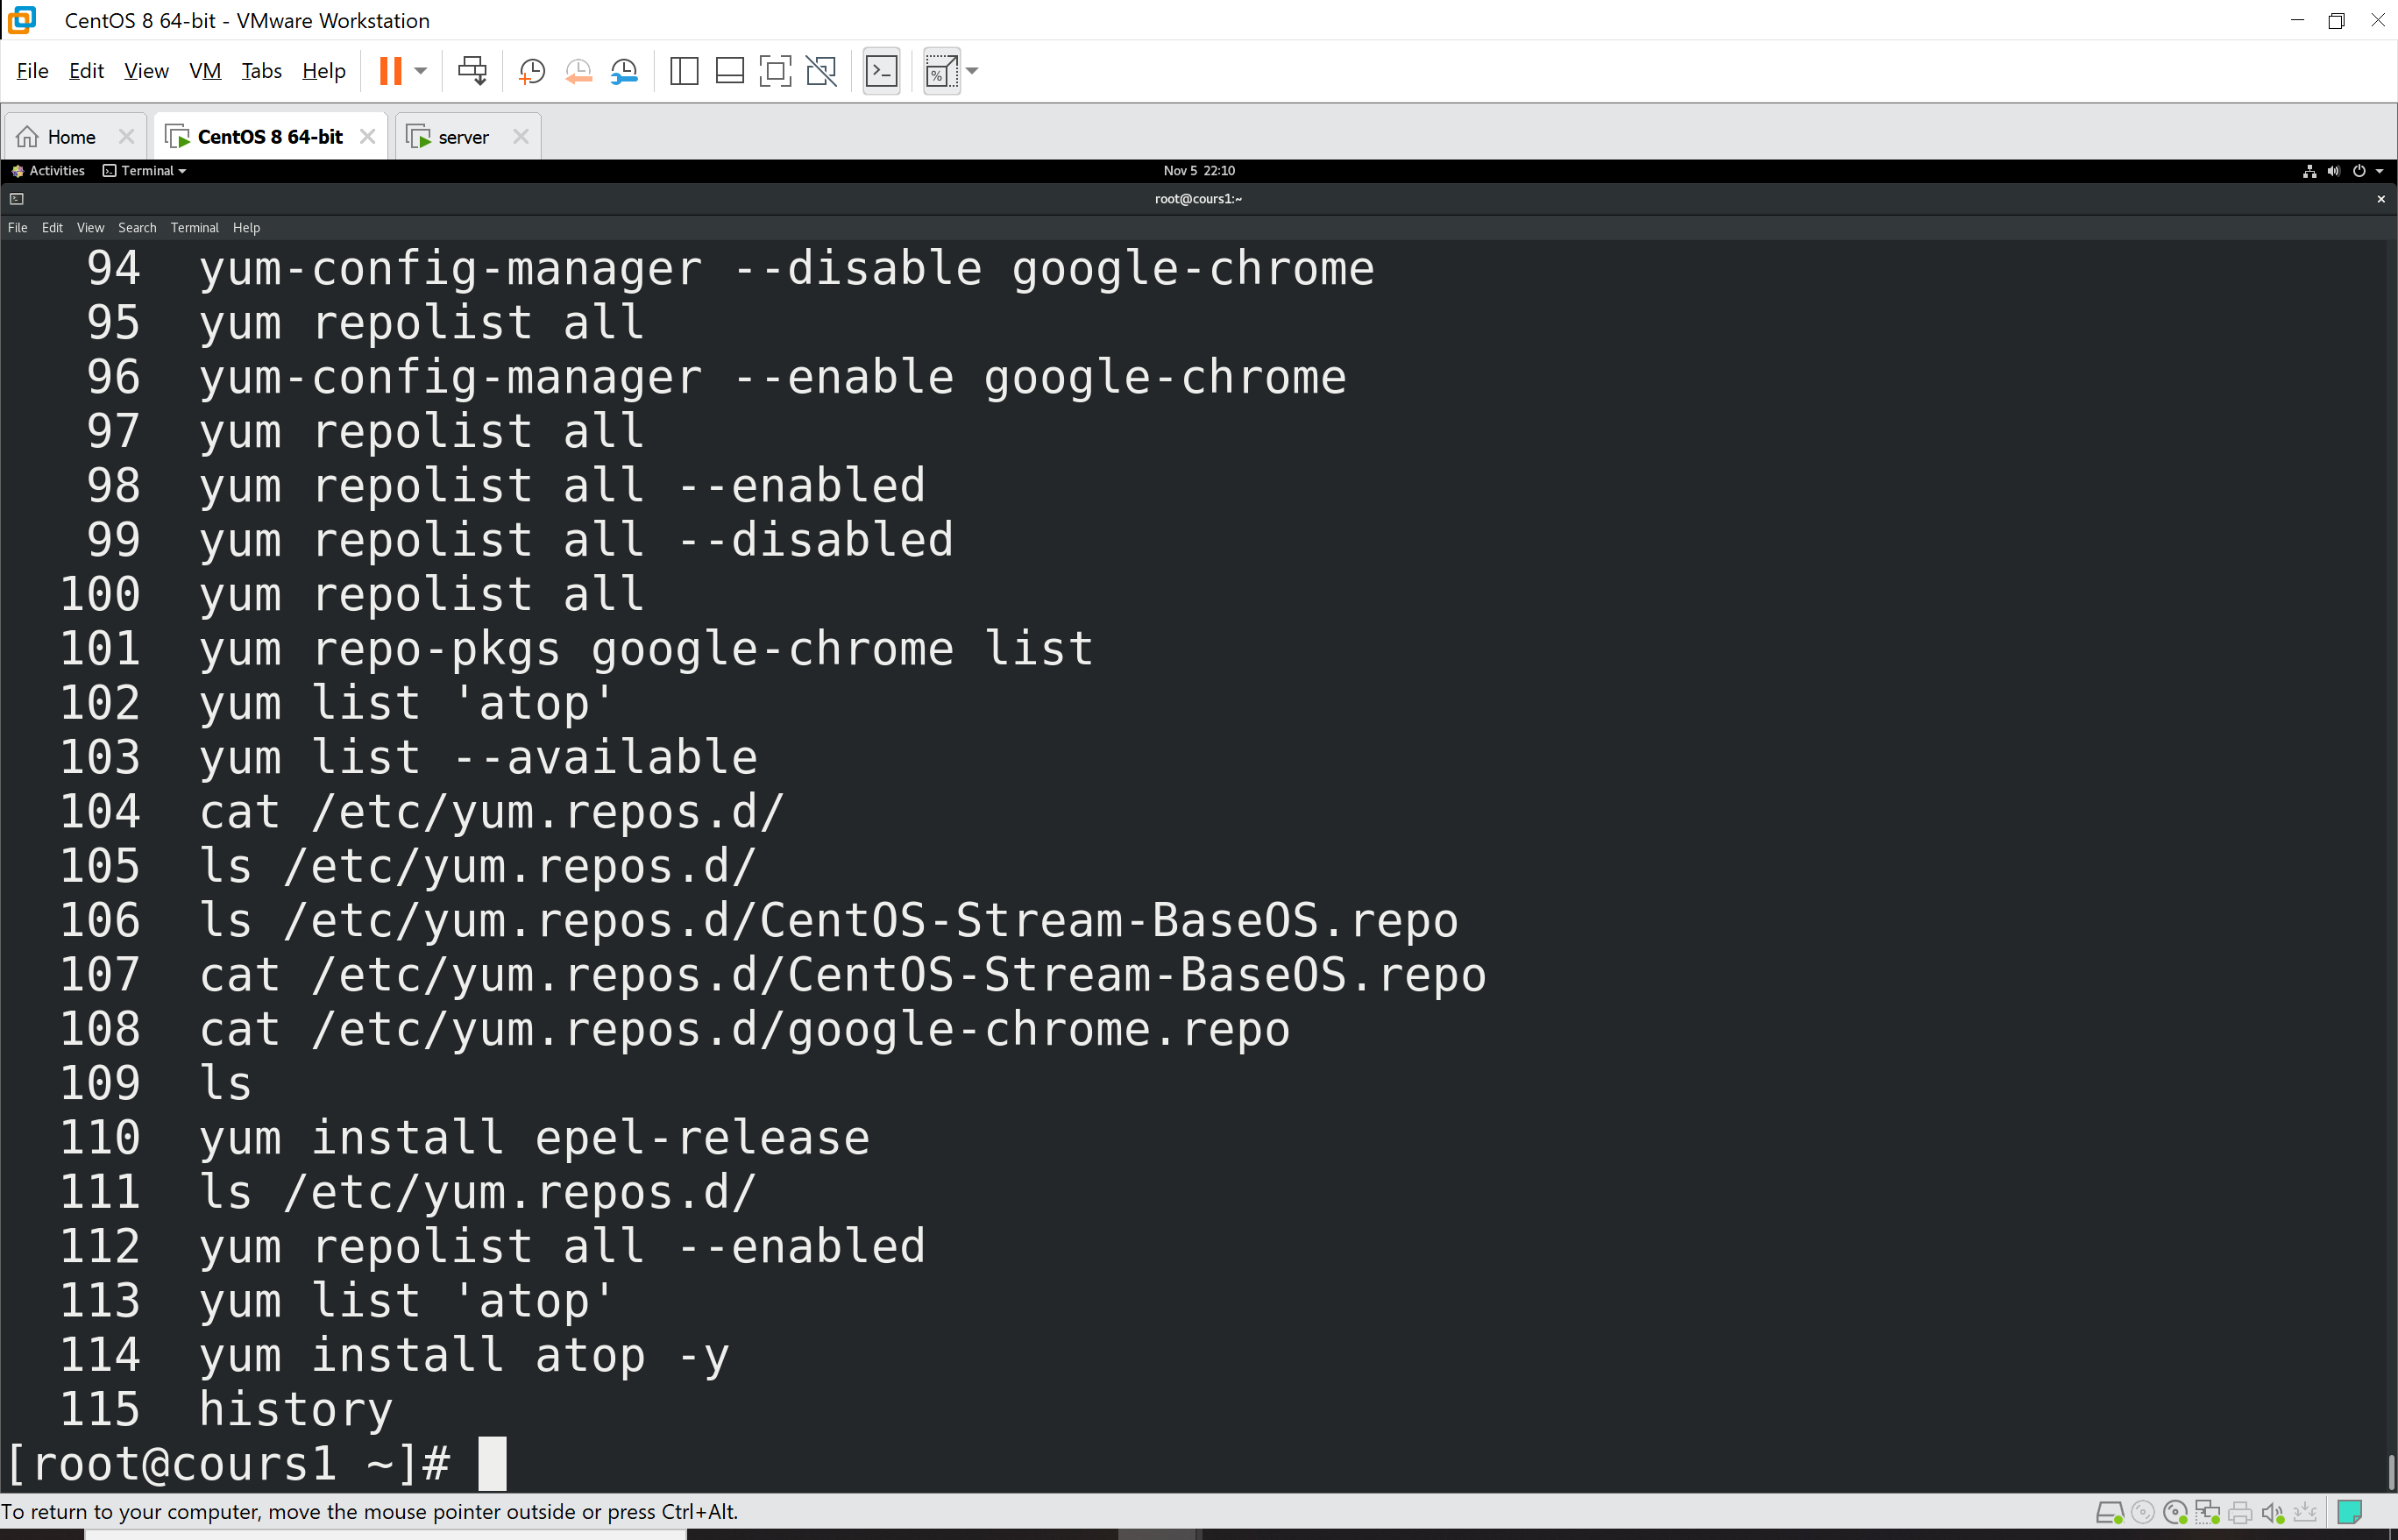 CentOS 8 64-bit - VMware Workstation
File Edit View VM Tabs Help
Home CentOS 8 64-bit server
Activities Terminal Nov 5 22:10
root@cours1:~
File Edit View Search Terminal Help
94 yum-config-manager --disable google-chrome
95 yum repolist all
96 yum-config-manager --enable google-chrome
97 yum repolist all
98 yum repolist all --enabled
99 yum repolist all --disabled
100 yum repolist all
101 yum repo-pkgs google-chrome list
102 yum list 'atop'
103 yum list --available
104 cat /etc/yum.repos.d/
105 ls /etc/yum.repos.d/
106 ls /etc/yum.repos.d/CentOS-Stream-BaseOS.repo
107 cat /etc/yum.repos.d/CentOS-Stream-BaseOS.repo
108 cat /etc/yum.repos.d/google-chrome.repo
109 ls
110 yum install epel-release
111 ls /etc/yum.repos.d/
112 yum repolist all --enabled
113 yum list 'atop'
114 yum install atop -y
115 history
[root@cours1 ~]#
To return to your computer, move the mouse pointer outside or press Ctrl+Alt.